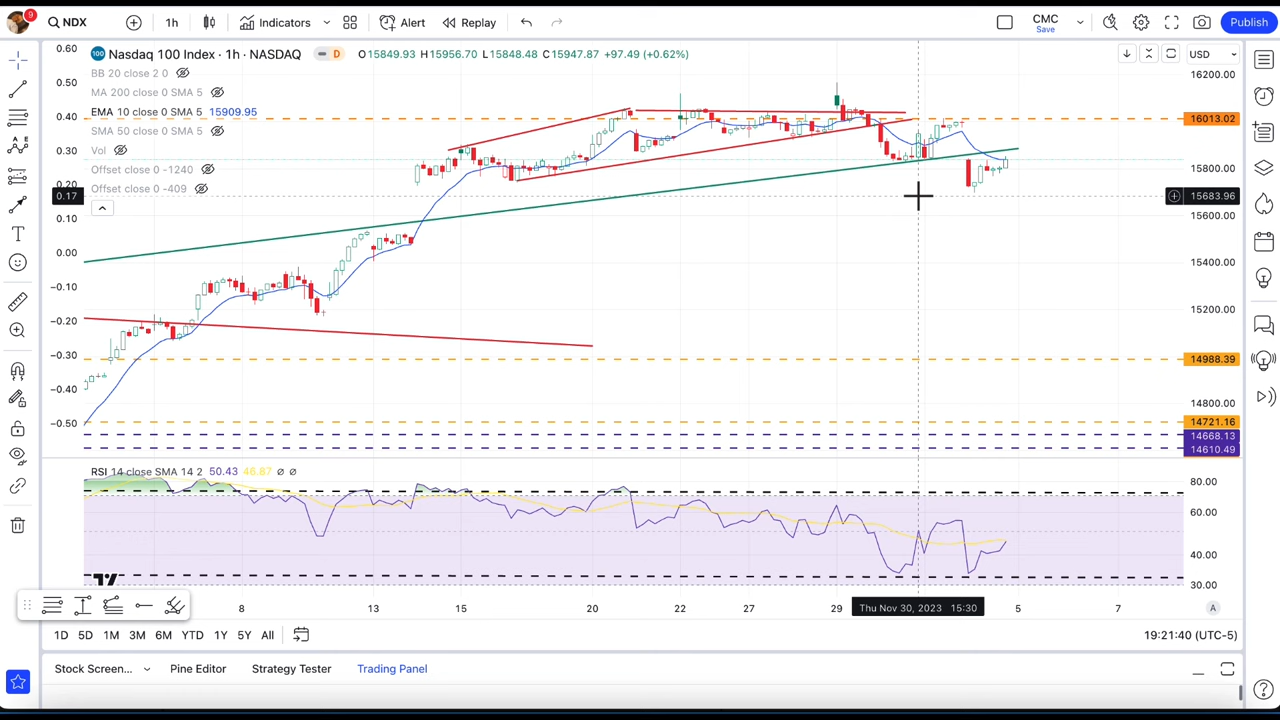 9
NDX
1h
Indicators
Alert
Replay
CMC
Save
Publish
100 Nasdaq 100 Index · 1h · NASDAQ D O15849.93 H15956.70 L15848.48 C15947.87 +97.49 (+0.62%)
BB 20 close 2 0
MA 200 close 0 SMA 5
EMA 10 close 0 SMA 5 15909.95
SMA 50 close 0 SMA 5
Vol
Offset close 0 -1240
Offset close 0 -409
USD
0.60
0.50
0.40
0.30
0.20
0.17
0.10
0.00
−0.10
−0.20
−0.30
−0.40
−0.50
16200.00
16013.02
15800.00
15683.96
15600.00
15400.00
15200.00
14988.39
14800.00
14721.16
14668.13
14610.49
RSI 14 close SMA 14 2 50.43 46.87 ∅ ∅
80.00
60.00
40.00
30.00
8
13
15
20
22
27
29
Thu Nov 30, 2023 15:30
5
7
A
1D 5D 1M 3M 6M YTD 1Y 5Y All
19:21:40 (UTC-5)
Stock Screen...
Pine Editor
Strategy Tester
Trading Panel